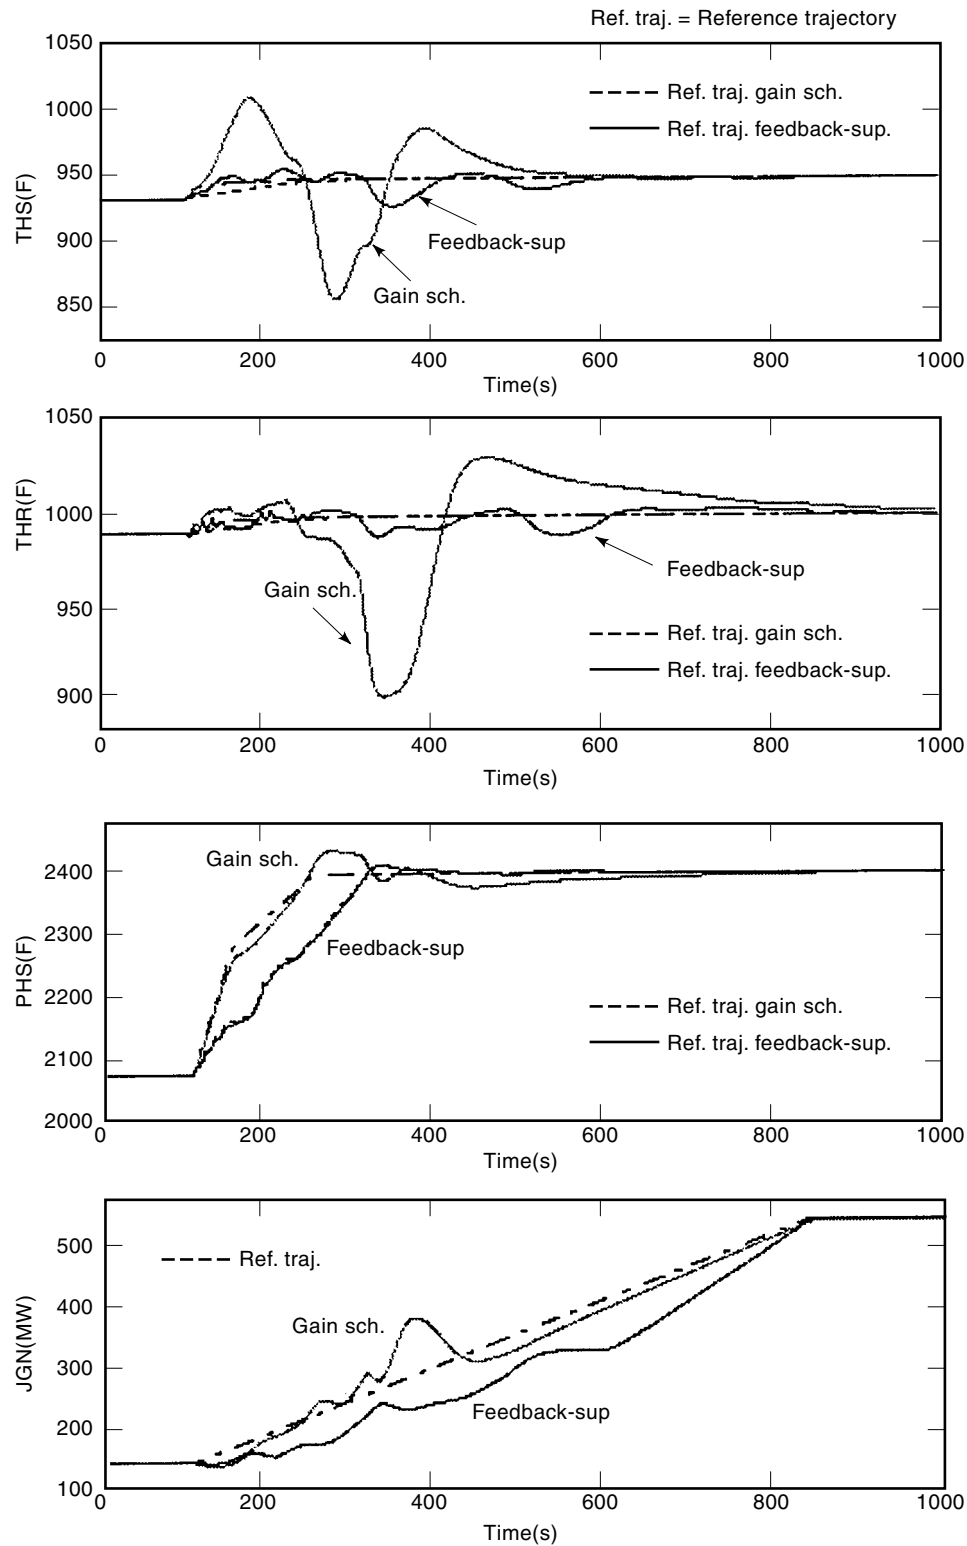 Ref. traj. = Reference trajectory
1050
1000
950
900
850
THS(F)
Ref. traj. gain sch.
Ref. traj. feedback-sup.
Feedback-sup
Gain sch.
0 200 400 600 800 1000
Time(s)
1050
1000
950
900
THR(F)
Gain sch.
Feedback-sup
Ref. traj. gain sch.
Ref. traj. feedback-sup.
0 200 400 600 800 1000
Time(s)
2400
2300
2200
2100
2000
PHS(F)
Gain sch.
Feedback-sup
Ref. traj. gain sch.
Ref. traj. feedback-sup.
0 200 400 600 800 1000
Time(s)
500
400
300
200
100
JGN(MW)
Ref. traj.
Gain sch.
Feedback-sup
0 200 400 600 800 1000
Time(s)